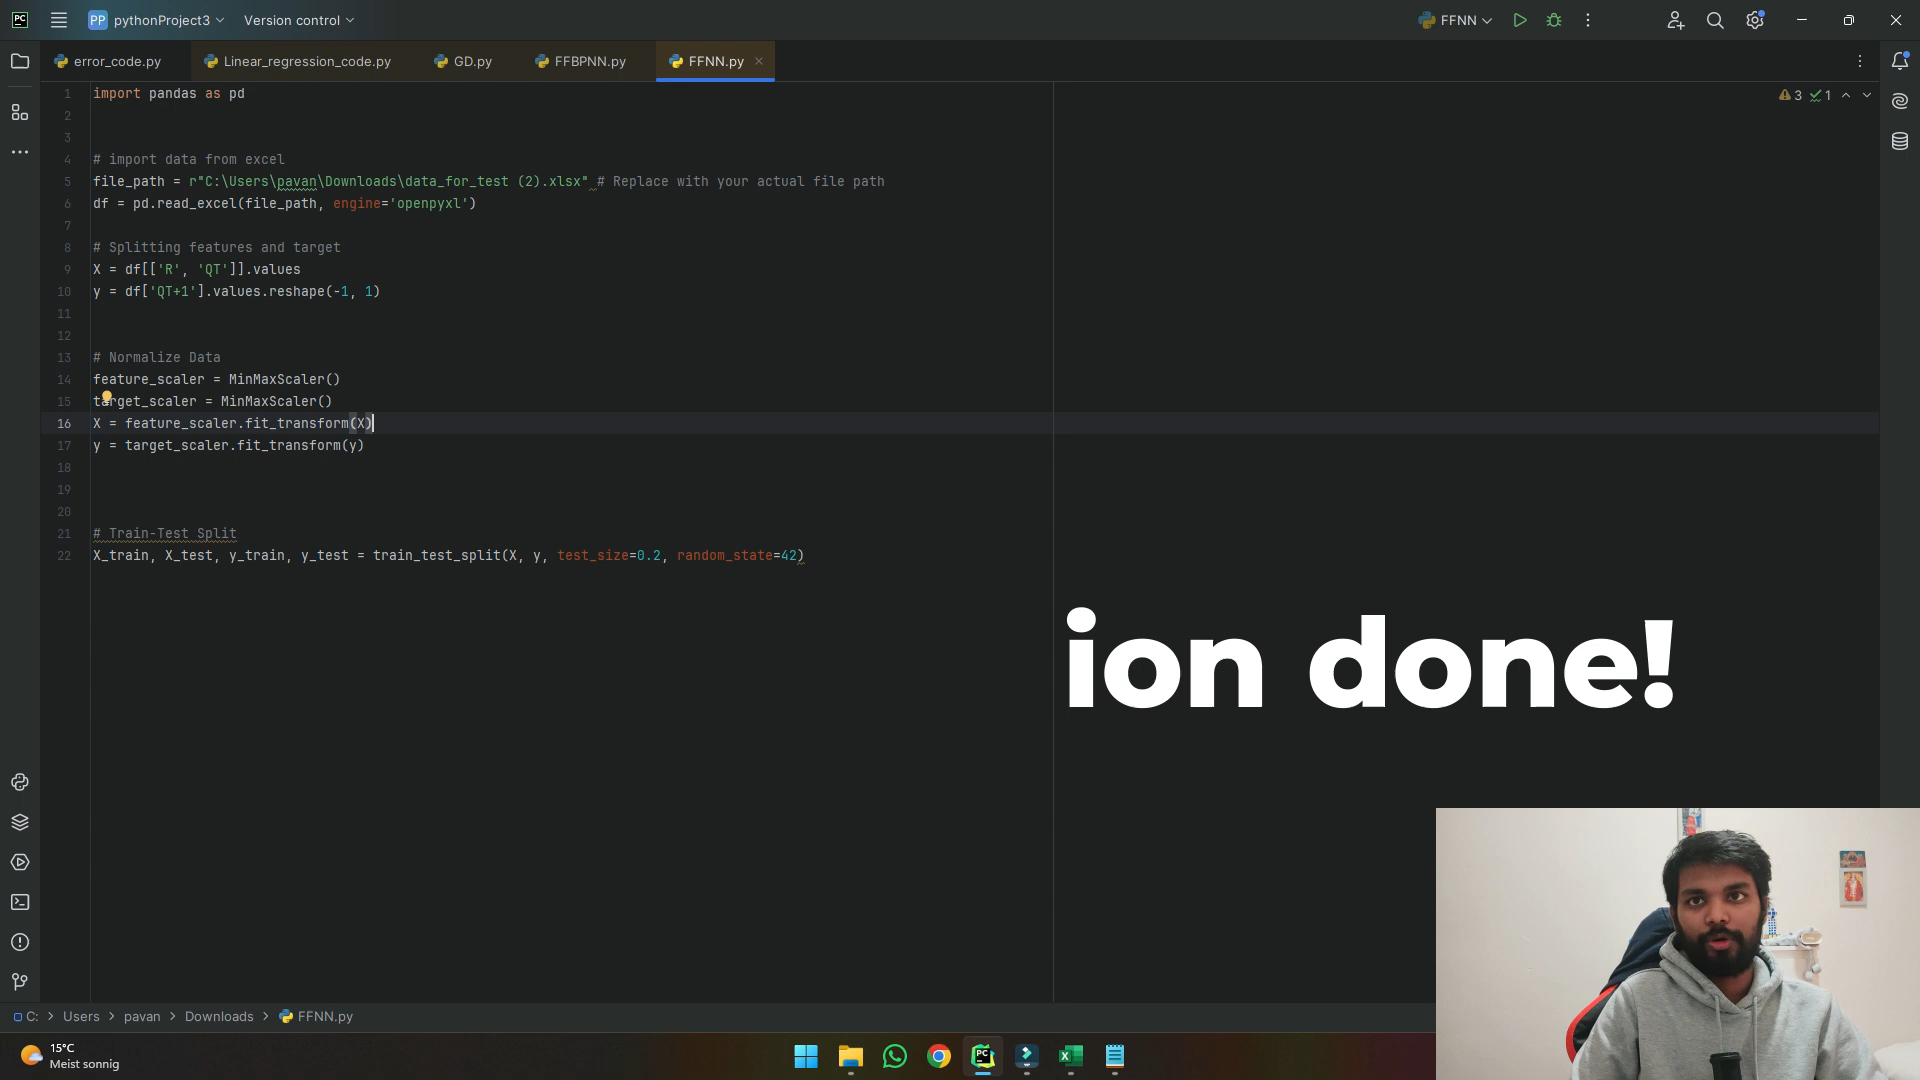 PC
PP pythonProject3
Version control
FFNN
error_code.py
Linear_regression_code.py
GD.py
FFBPNN.py
FFNN.py
3
1
1 import pandas as pd
2
3
4 # import data from excel
5 file_path = r"C:\Users\pavan\Downloads\data_for_test (2).xlsx" # Replace with your actual file path
6 df = pd.read_excel(file_path, engine='openpyxl')
7
8 # Splitting features and target
9 X = df[['R', 'QT']].values
10 y = df['QT+1'].values.reshape(-1, 1)
11
12
13 # Normalize Data
14 feature_scaler = MinMaxScaler()
15 target_scaler = MinMaxScaler()
16 X = feature_scaler.fit_transform(X)
17 y = target_scaler.fit_transform(y)
18
19
20
21 # Train-Test Split
22 X_train, X_test, y_train, y_test = train_test_split(X, y, test_size=0.2, random_state=42)
ion done!
C: > Users > pavan > Downloads > FFNN.py
15°C
Meist sonnig
PC